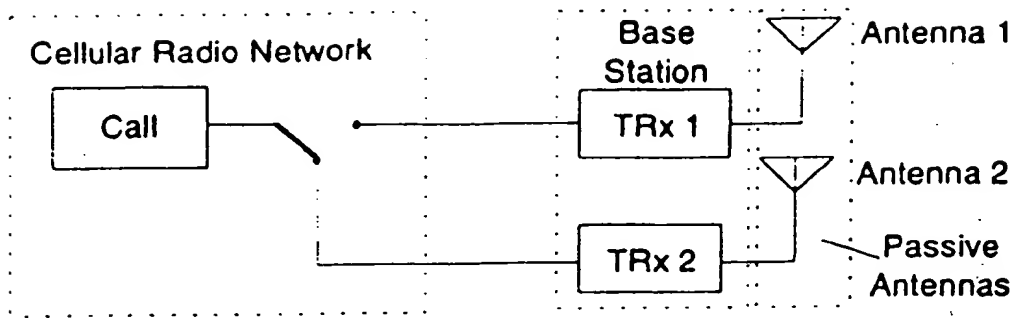 Cellular Radio Network
Call
Base
Station
TRx 1
Antenna 1
TRx 2
Antenna 2
Passive
Antennas